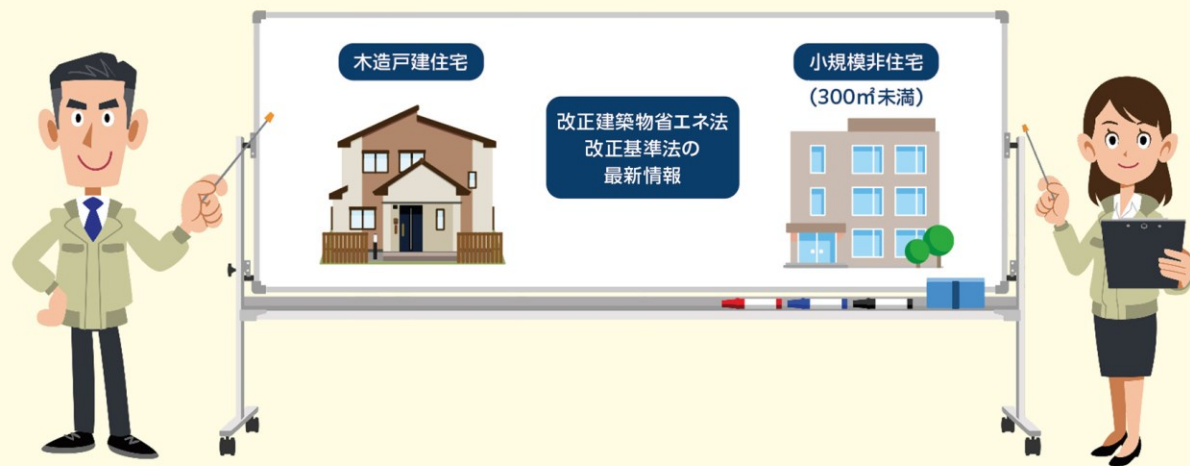 木造戸建住宅
改正建築物省エネ法
改正基準法の
最新情報
小規模非住宅
(300㎡未満)